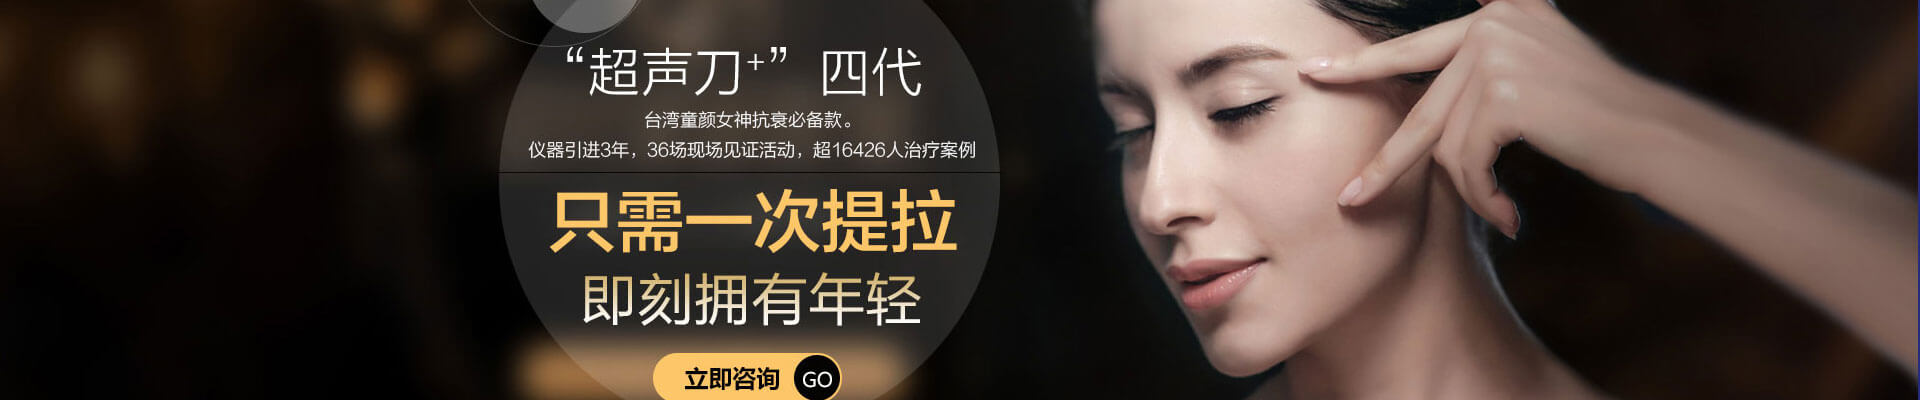 “超声刀+”四代
台湾童颜女神抗衰必备款。
仪器引进3年，36场现场见证活动，超16426人治疗案例
只需一次提拉
即刻拥有年轻
立即咨询 GO